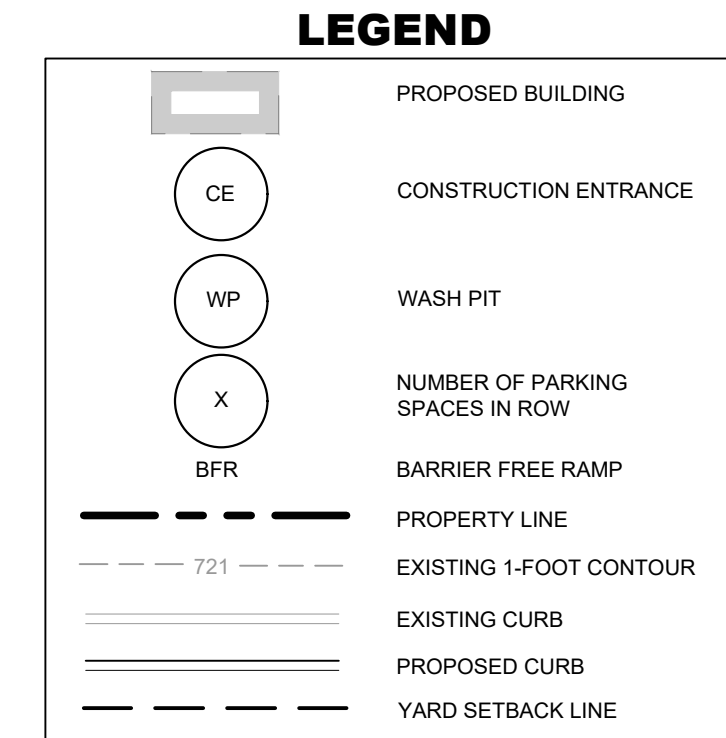 LEGEND
PROPOSED BUILDING
CE CONSTRUCTION ENTRANCE
WP WASH PIT
X NUMBER OF PARKING
SPACES IN ROW
BFR BARRIER FREE RAMP
PROPERTY LINE
721 EXISTING 1-FOOT CONTOUR
EXISTING CURB
PROPOSED CURB
YARD SETBACK LINE